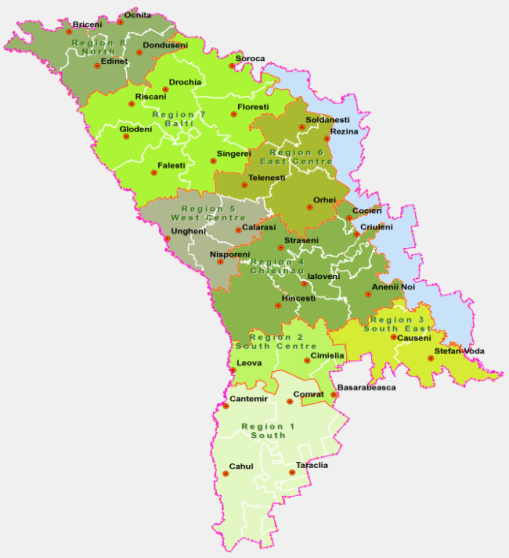 Ocnita
Briceni
Region 8
North
Donduseni
Edinet
Soroca
Drochia
Riscani
Floresti
Region 7
Balti
Glodeni
Soldanesti
Rezina
Singerei
Region 6
East Centre
Falesti
Telenesti
Orhei
Region 5
West Centre
Cocieri
Ungheni
Calarasi
Criuleni
Straseni
Nisporeni
Region 4
Chisinau
Ialoveni
Anenii Noi
Hincesti
Region 3
South East
Region 2
South Centre
Causeni
Cimislia
Stefan-Voda
Leova
Basarabeasca
Cantemir
Comrat
Region 1
South
Cahul
Taraclia